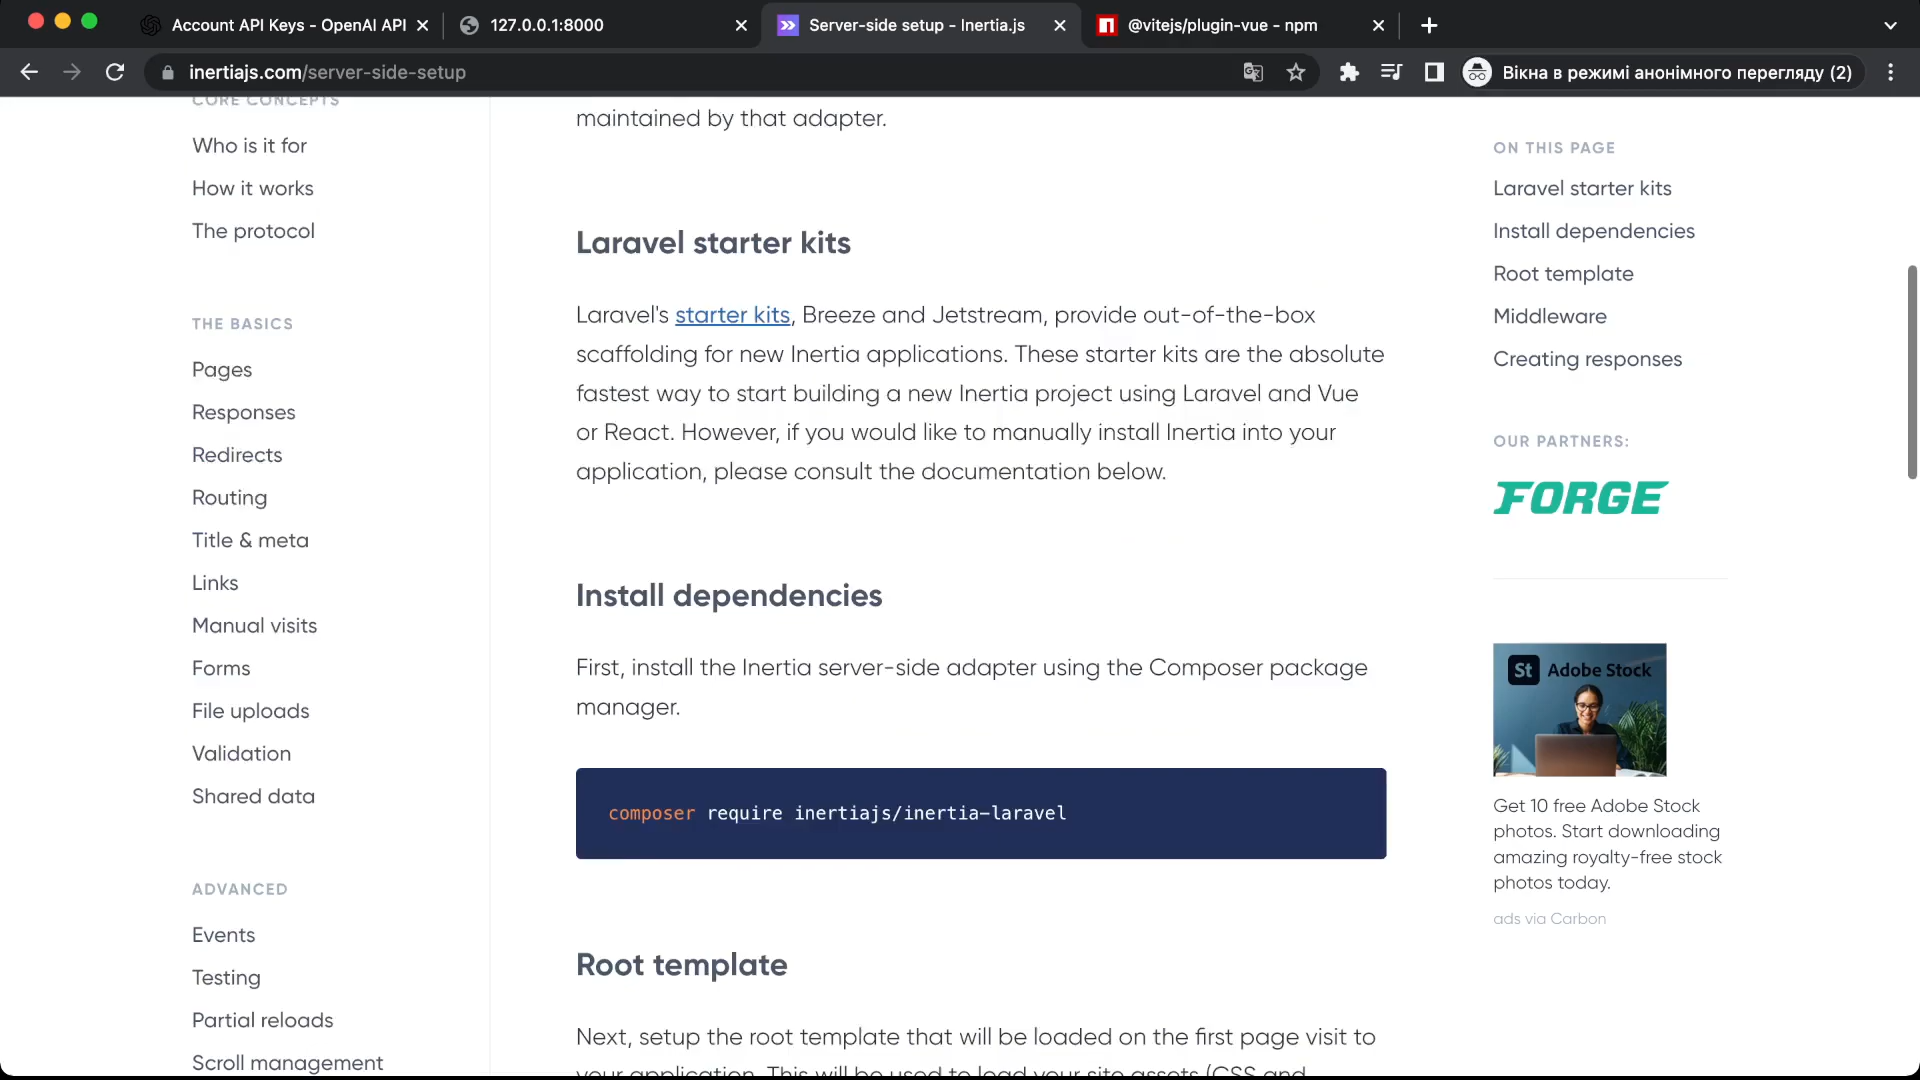 Account API Keys - OpenAI API
127.0.0.1:8000
Server-side setup - Inertia.js
@vitejs/plugin-vue - npm
inertiajs.com/server-side-setup
Вікна в режимі анонімного перегляду (2)
CORE CONCEPTS
Who is it for
How it works
The protocol
THE BASICS
Pages
Responses
Redirects
Routing
Title & meta
Links
Manual visits
Forms
File uploads
Validation
Shared data
ADVANCED
Events
Testing
Partial reloads
Scroll management
maintained by that adapter.
Laravel starter kits
Laravel's starter kits, Breeze and Jetstream, provide out-of-the-box
scaffolding for new Inertia applications. These starter kits are the absolute
fastest way to start building a new Inertia project using Laravel and Vue
or React. However, if you would like to manually install Inertia into your
application, please consult the documentation below.
Install dependencies
First, install the Inertia server-side adapter using the Composer package
manager.
composer require inertiajs/inertia-laravel
Root template
Next, setup the root template that will be loaded on the first page visit to
your application. This will be used to load your site assets (CSS and
ON THIS PAGE
Laravel starter kits
Install dependencies
Root template
Middleware
Creating responses
OUR PARTNERS:
FORGE
St Adobe Stock
Get 10 free Adobe Stock
photos. Start downloading
amazing royalty-free stock
photos today.
ads via Carbon